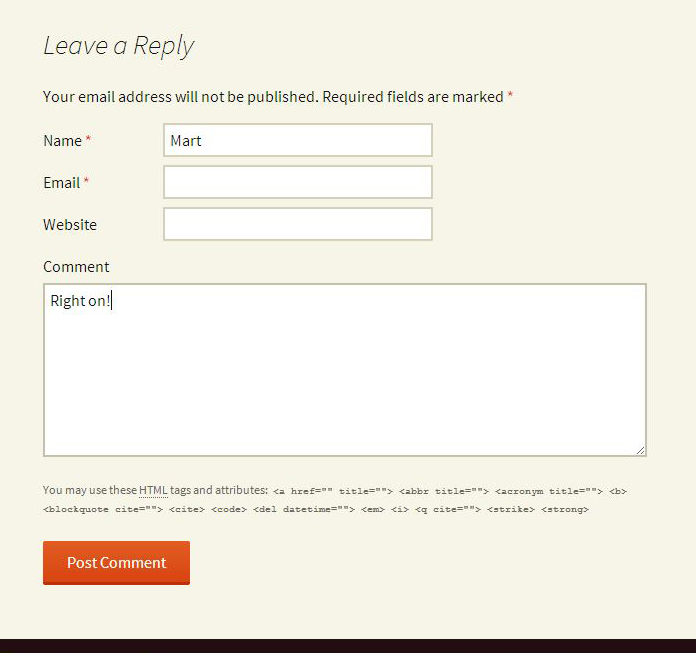 Leave a Reply
Your email address will not be published. Required fields are marked *
Name * Mart
Email *
Website
Comment
Right on!
You may use these HTML tags and attributes: <a href="" title=""> <abbr title=""> <acronym title=""> <b>
<blockquote cite=""> <cite> <code> <del datetime=""> <em> <i> <q cite=""> <strike> <strong>
Post Comment